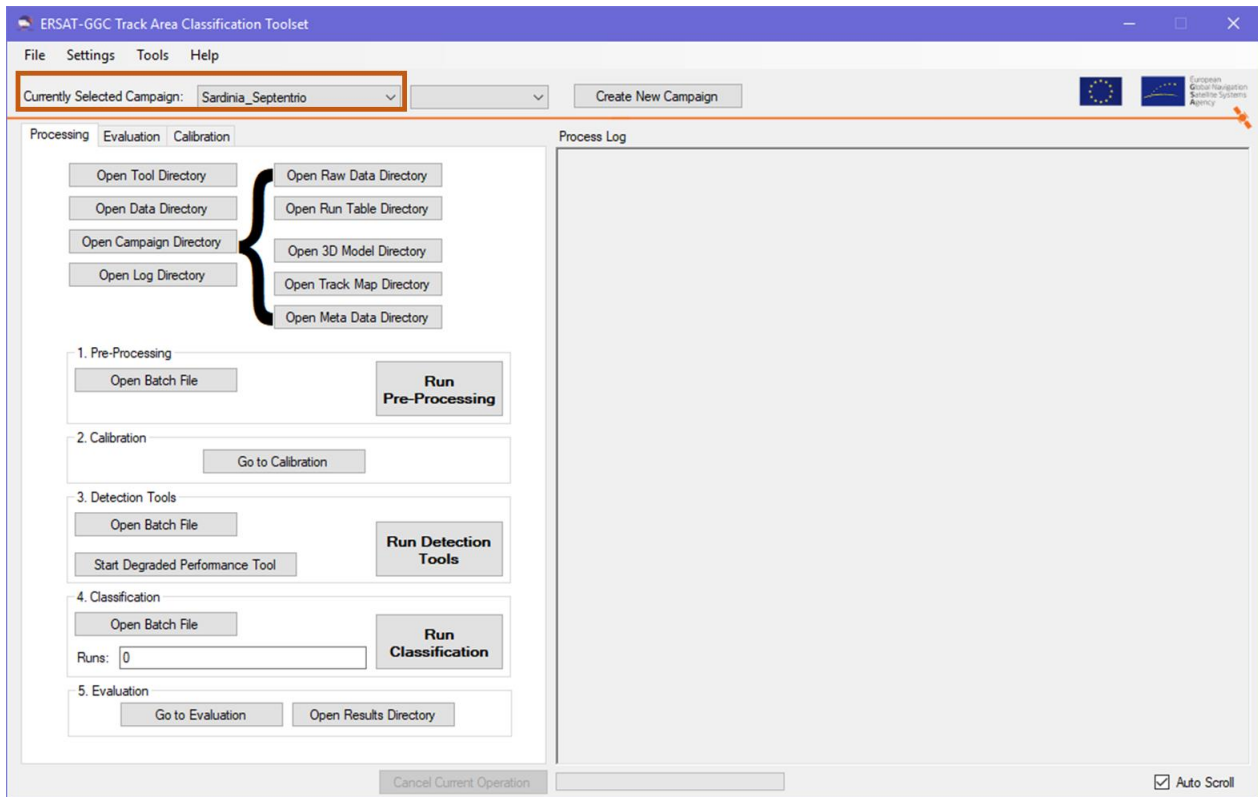 ERSAT-GGC Track Area Classification Toolset
File Settings Tools Help
Currently Selected Campaign: Sardinia_Septentrio Create New Campaign
European
Global Navigation
Satellite Systems
Agency
Processing Evaluation Calibration
Process Log
Open Tool Directory Open Raw Data Directory
Open Data Directory Open Run Table Directory
Open Campaign Directory
Open 3D Model Directory
Open Log Directory
Open Track Map Directory
Open Meta Data Directory
1. Pre-Processing
Open Batch File
Run
Pre-Processing
2. Calibration
Go to Calibration
3. Detection Tools
Open Batch File
Run Detection
Tools
Start Degraded Performance Tool
4. Classification
Open Batch File
Run
Classification
Runs: 0
5. Evaluation
Go to Evaluation Open Results Directory
Cancel Current Operation Auto Scroll